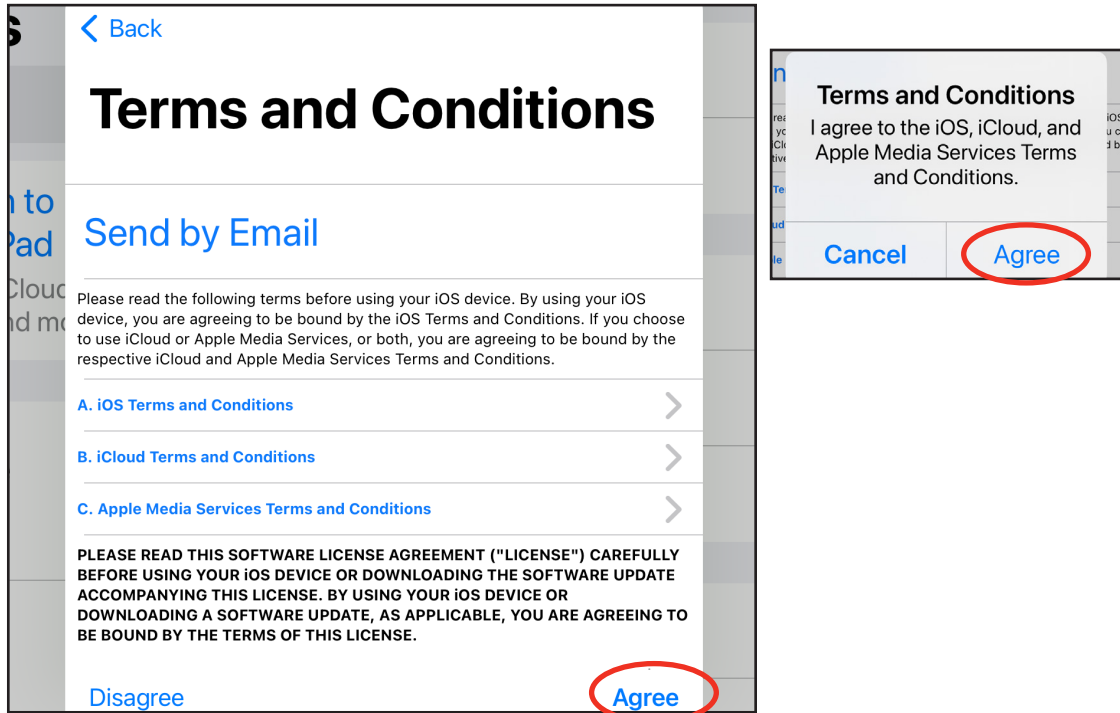 s
Back
Terms and Conditions
Send by Email
Please read the following terms before using your iOS device. By using your iOS
device, you are agreeing to be bound by the iOS Terms and Conditions. If you choose
to use iCloud or Apple Media Services, or both, you are agreeing to be bound by the
respective iCloud and Apple Media Services Terms and Conditions.
A. iOS Terms and Conditions
B. iCloud Terms and Conditions
C. Apple Media Services Terms and Conditions
PLEASE READ THIS SOFTWARE LICENSE AGREEMENT ("LICENSE") CAREFULLY
BEFORE USING YOUR iOS DEVICE OR DOWNLOADING THE SOFTWARE UPDATE
ACCOMPANYING THIS LICENSE. BY USING YOUR iOS DEVICE OR
DOWNLOADING A SOFTWARE UPDATE, AS APPLICABLE, YOU ARE AGREEING TO
BE BOUND BY THE TERMS OF THIS LICENSE.
Disagree
Agree
to
Terms and Conditions
I agree to the iOS, iCloud, and
Apple Media Services Terms
and Conditions.
Cancel
Agree